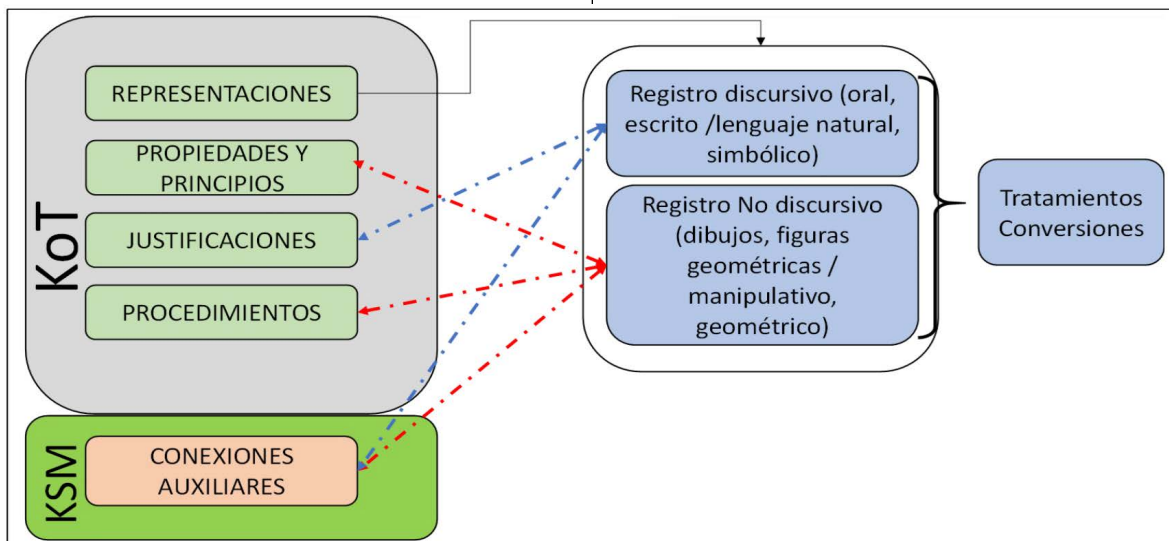 KoT
REPRESENTACIONES
PROPIEDADES Y
PRINCIPIOS
JUSTIFICACIONES
PROCEDIMIENTOS
KSM
CONEXIONES
AUXILIARES
Registro discursivo (oral,
escrito /lenguaje natural,
simbólico)
Registro No discursivo
(dibujos, figuras
geométricas /
manipulativo,
geométrico)
Tratamientos
Conversiones